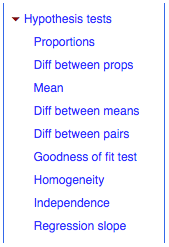 Hypothesis tests
Proportions
Diff between props
Mean
Diff between means
Diff between pairs
Goodness of fit test
Homogeneity
Independence
Regression slope